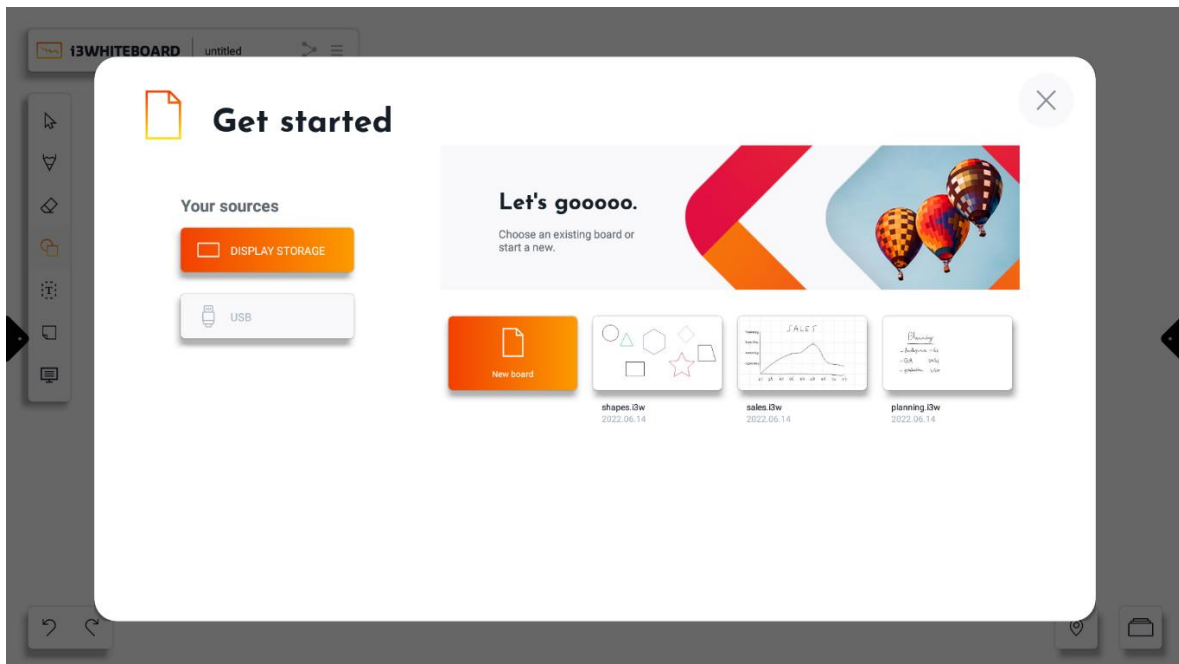 i3WHITEBOARD
untitled
Get started
Your sources
DISPLAY STORAGE
USB
Let's gooooo.
Choose an existing board or
start a new.
New board
SALES
Planning
shapes.i3w
2022.06.14
sales.i3w
2022.06.14
planning.i3w
2022.06.14
T